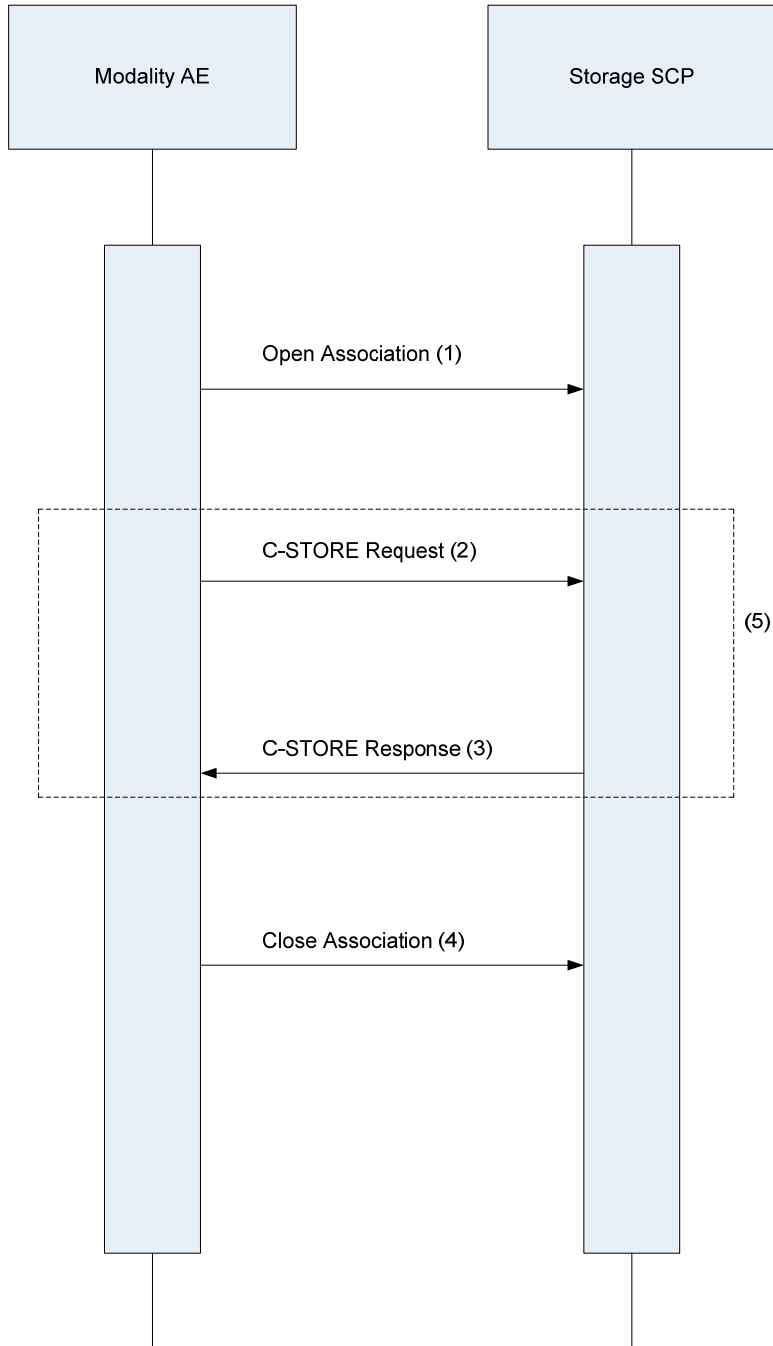 Modality AE
Storage SCP
Open Association (1)
C-STORE Request (2)
(5)
C-STORE Response (3)
Close Association (4)